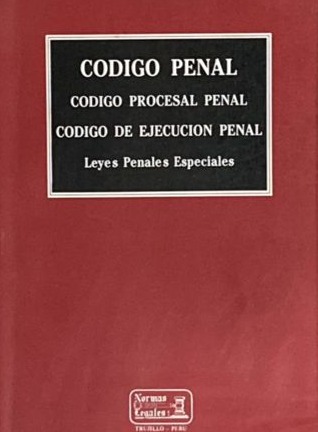 CODIGO PENAL
CODIGO PROCESAL PENAL
CODIGO DE EJECUCION PENAL
Leyes Penales Especiales
Normas
Legales
TRUJILLO - PERU